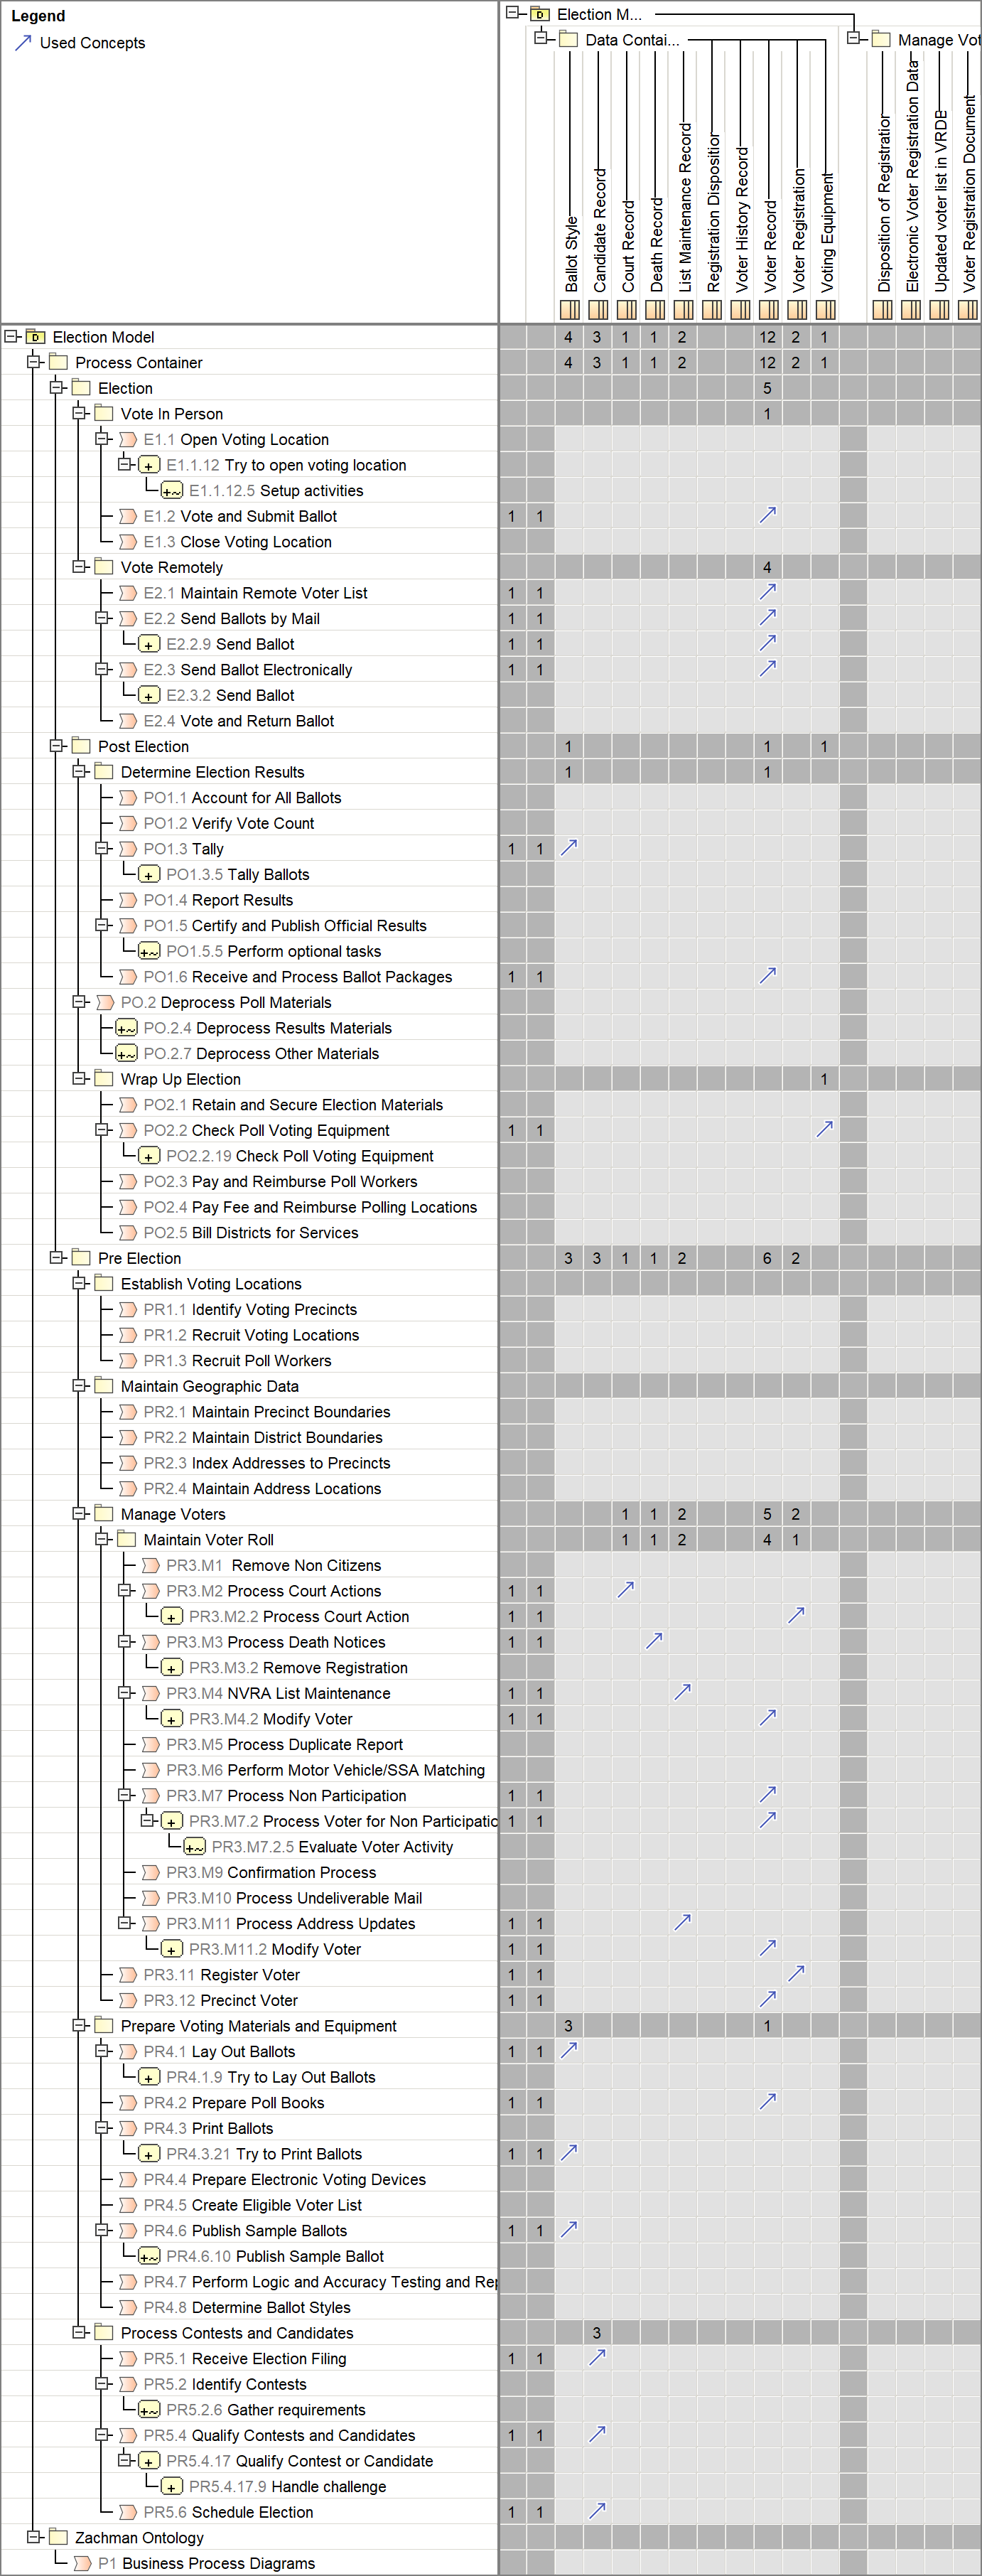 Legend
Used Concepts
Election M...
Data Contai...
Manage Vot
Ballot Style
Candidate Record
Court Record
Death Record
List Maintenance Record
Registration Disposition
Voter History Record
Voter Record
Voter Registration
Voting Equipment
Disposition of Registration
Electronic Voter Registration Data
Updated voter list in VRDB
Voter Registration Document
Election Model 4 3 1 1 2 12 2 1
Process Container 4 3 1 1 2 12 2 1
Election 5
Vote In Person 1
E1.1 Open Voting Location
E1.1.12 Try to open voting location
E1.1.12.5 Setup activities
E1.2 Vote and Submit Ballot 1 1
E1.3 Close Voting Location
Vote Remotely 4
E2.1 Maintain Remote Voter List 1 1
E2.2 Send Ballots by Mail 1 1
E2.2.9 Send Ballot 1 1
E2.3 Send Ballot Electronically 1 1
E2.3.2 Send Ballot
E2.4 Vote and Return Ballot
Post Election 1 1 1
Determine Election Results 1 1
PO1.1 Account for All Ballots
PO1.2 Verify Vote Count
PO1.3 Tally 1 1
PO1.3.5 Tally Ballots
PO1.4 Report Results
PO1.5 Certify and Publish Official Results
PO1.5.5 Perform optional tasks
PO1.6 Receive and Process Ballot Packages 1 1
PO.2 Deprocess Poll Materials
PO.2.4 Deprocess Results Materials
PO.2.7 Deprocess Other Materials
Wrap Up Election 1
PO2.1 Retain and Secure Election Materials
PO2.2 Check Poll Voting Equipment 1 1
PO2.2.19 Check Poll Voting Equipment
PO2.3 Pay and Reimburse Poll Workers
PO2.4 Pay Fee and Reimburse Polling Locations
PO2.5 Bill Districts for Services
Pre Election 3 3 1 1 2 6 2
Establish Voting Locations
PR1.1 Identify Voting Precincts
PR1.2 Recruit Voting Locations
PR1.3 Recruit Poll Workers
Maintain Geographic Data
PR2.1 Maintain Precinct Boundaries
PR2.2 Maintain District Boundaries
PR2.3 Index Addresses to Precincts
PR2.4 Maintain Address Locations
Manage Voters 1 1 2 5 2
Maintain Voter Roll 1 1 2 4 1
PR3.M1 Remove Non Citizens
PR3.M2 Process Court Actions 1 1
PR3.M2.2 Process Court Action 1 1
PR3.M3 Process Death Notices 1 1
PR3.M3.2 Remove Registration
PR3.M4 NVRA List Maintenance 1 1
PR3.M4.2 Modify Voter 1 1
PR3.M5 Process Duplicate Report
PR3.M6 Perform Motor Vehicle/SSA Matching
PR3.M7 Process Non Participation 1 1
PR3.M7.2 Process Voter for Non Participatic 1 1
PR3.M7.2.5 Evaluate Voter Activity
PR3.M9 Confirmation Process
PR3.M10 Process Undeliverable Mail
PR3.M11 Process Address Updates 1 1
PR3.M11.2 Modify Voter 1 1
PR3.11 Register Voter 1 1
PR3.12 Precinct Voter 1 1
Prepare Voting Materials and Equipment 3 1
PR4.1 Lay Out Ballots 1 1
PR4.1.9 Try to Lay Out Ballots
PR4.2 Prepare Poll Books 1 1
PR4.3 Print Ballots
PR4.3.21 Try to Print Ballots 1 1
PR4.4 Prepare Electronic Voting Devices
PR4.5 Create Eligible Voter List
PR4.6 Publish Sample Ballots 1 1
PR4.6.10 Publish Sample Ballot
PR4.7 Perform Logic and Accuracy Testing and Rep
PR4.8 Determine Ballot Styles
Process Contests and Candidates 3
PR5.1 Receive Election Filing 1 1
PR5.2 Identify Contests
PR5.2.6 Gather requirements
PR5.4 Qualify Contests and Candidates 1 1
PR5.4.17 Qualify Contest or Candidate
PR5.4.17.9 Handle challenge
PR5.6 Schedule Election 1 1
Zachman Ontology
P1 Business Process Diagrams